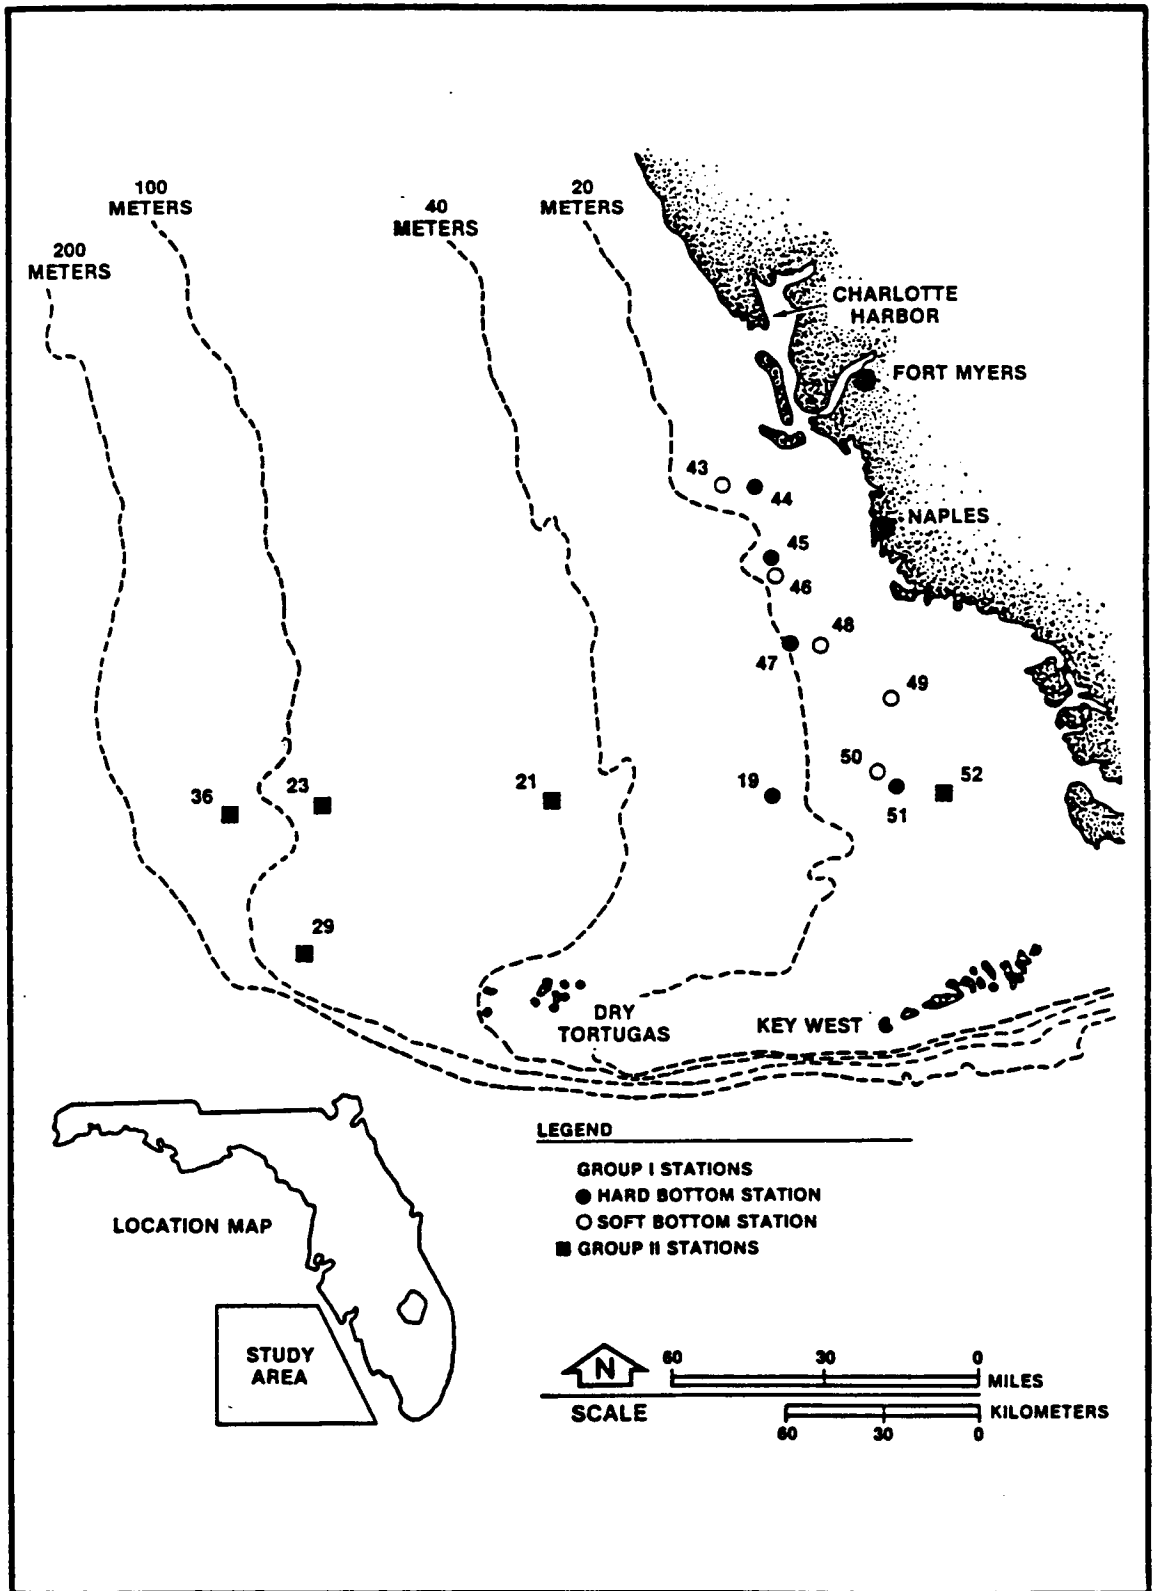 100
METERS
200
METERS
40
METERS
20
METERS
CHARLOTTE
HARBOR
FORT MYERS
NAPLES
43
44
45
46
48
47
49
50
51
52
19
21
23
36
29
DRY
TORTUGAS
KEY WEST
LEGEND
GROUP I STATIONS
HARD BOTTOM STATION
SOFT BOTTOM STATION
GROUP II STATIONS
LOCATION MAP
STUDY
AREA
N
SCALE
60 30 0
MILES
KILOMETERS
60 30 0